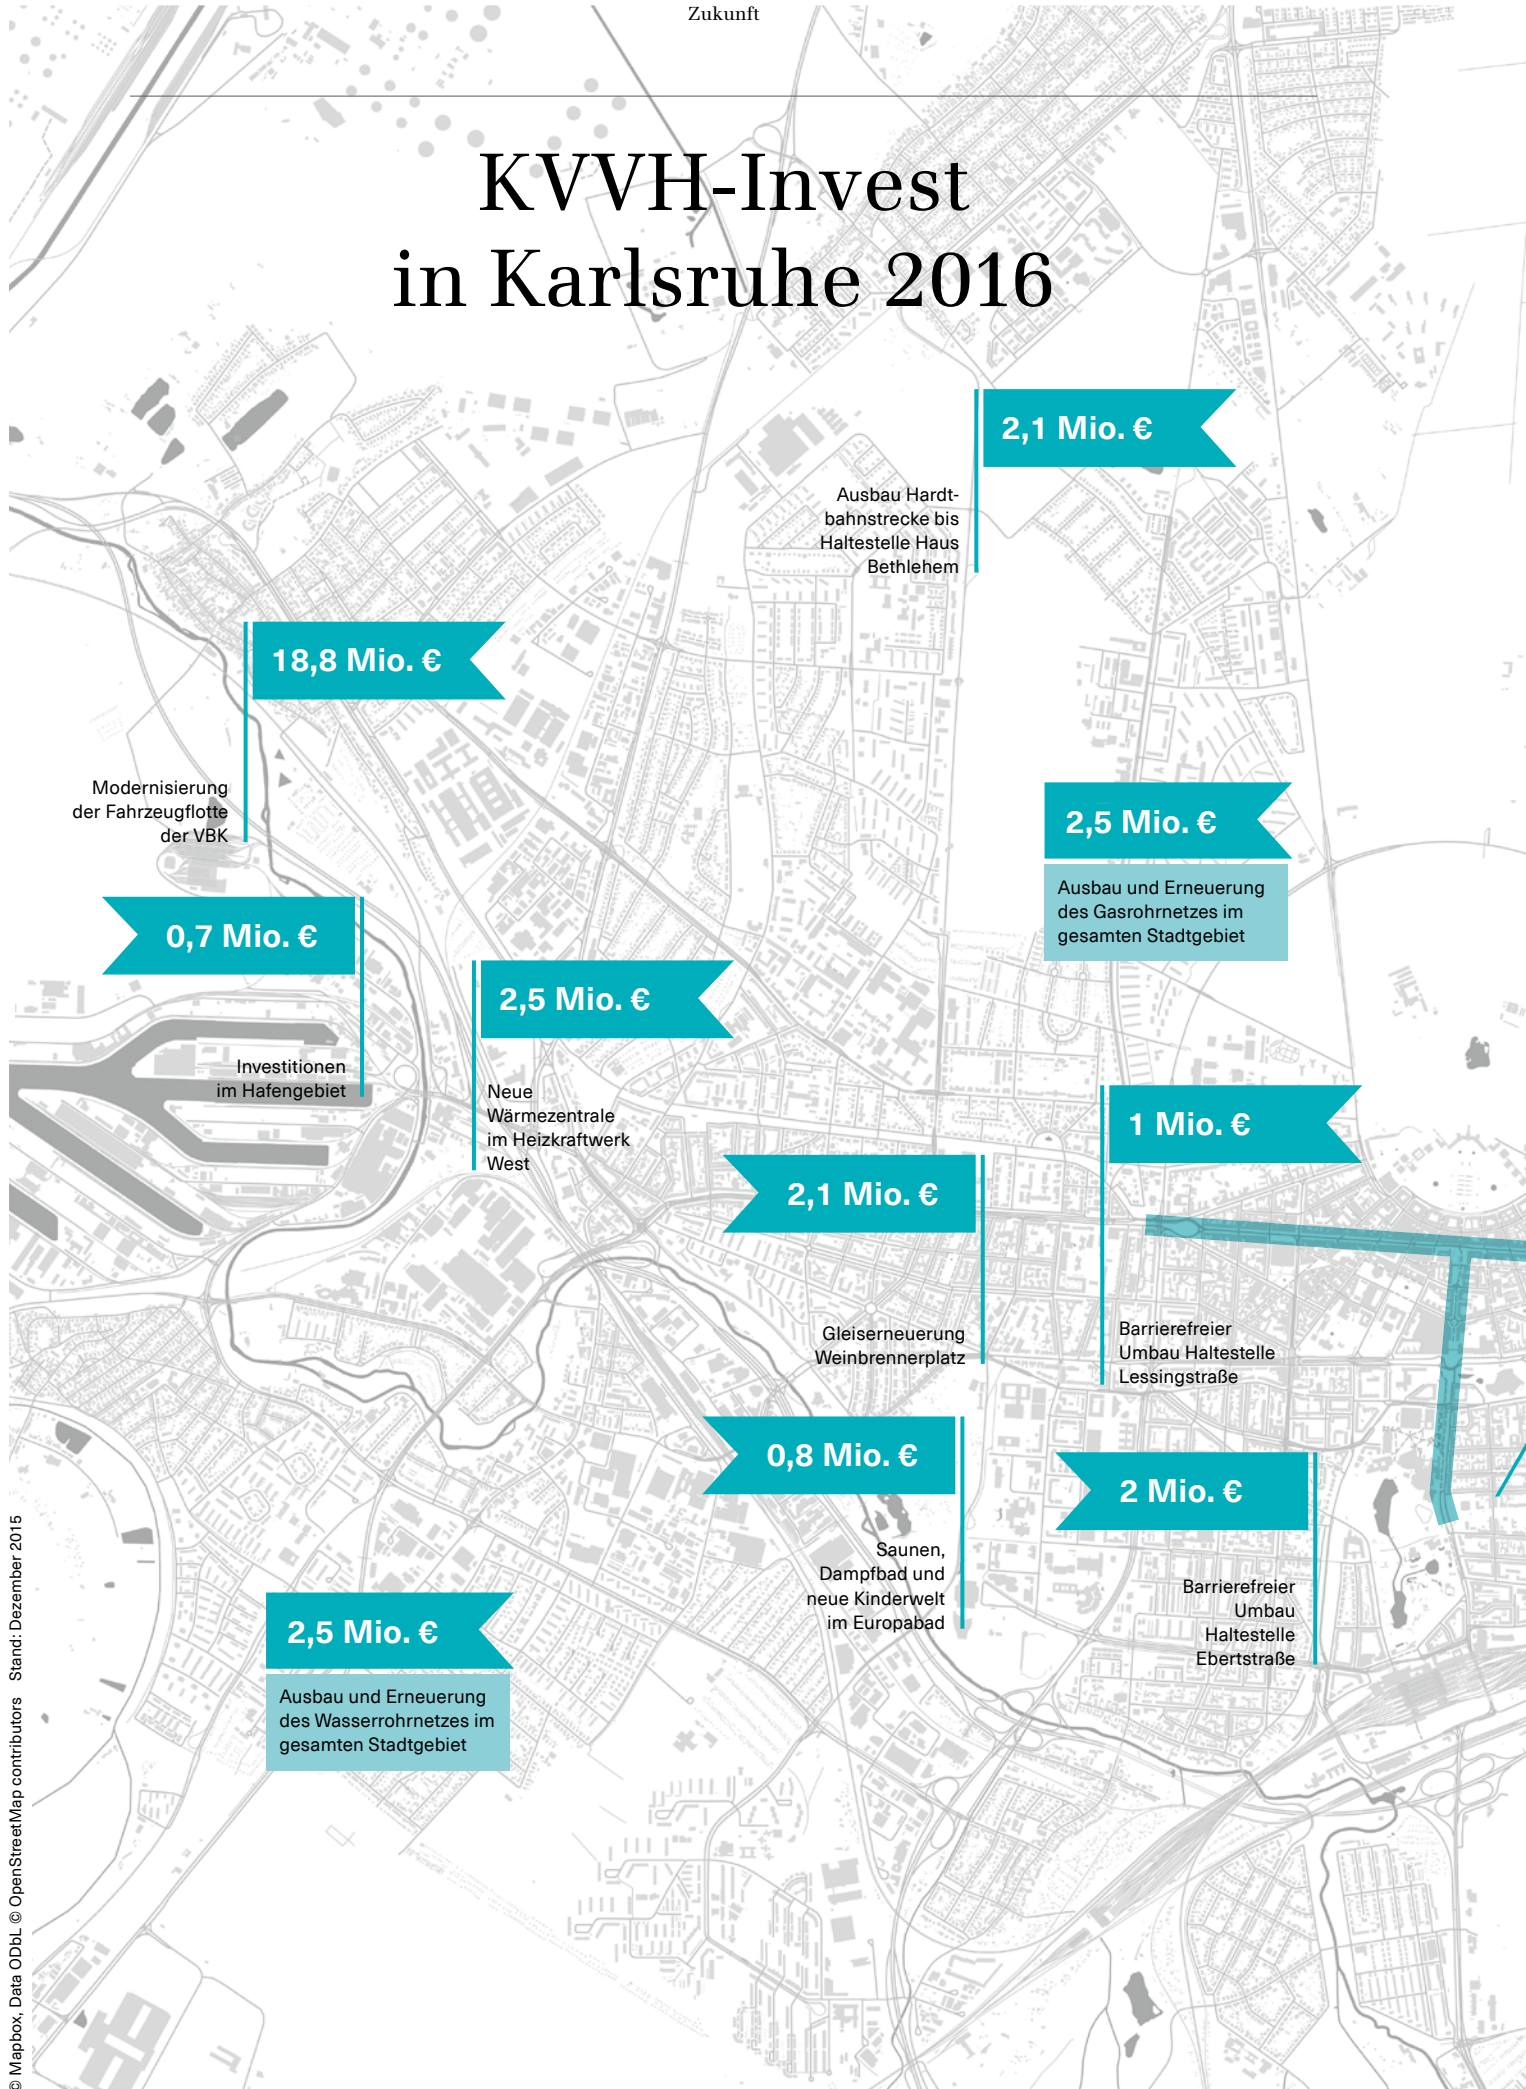 Zukunft
KVVH-Invest
in Karlsruhe 2016
2,1 Mio. €
Ausbau Hardt-
bahnstrecke bis
Haltestelle Haus
Bethlehem
18,8 Mio. €
Modernisierung
der Fahrzeugflotte
der VBK
2,5 Mio. €
Ausbau und Erneuerung
des Gasrohrnetzes im
gesamten Stadtgebiet
0,7 Mio. €
Investitionen
im Hafengebiet
2,5 Mio. €
Neue
Wärmezentrale
im Heizkraftwerk
West
1 Mio. €
Barrierefreier
Umbau Haltestelle
Lessingstraße
2,1 Mio. €
Gleiserneuerung
Weinbrennerplatz
0,8 Mio. €
Saunen,
Dampfbad und
neue Kinderwelt
im Europabad
2 Mio. €
Barrierefreier
Umbau
Haltestelle
Ebertstraße
2,5 Mio. €
Ausbau und Erneuerung
des Wasserrohrnetzes im
gesamten Stadtgebiet
© Mapbox, Data ODbL © OpenStreetMap contributors Stand: Dezember 2015